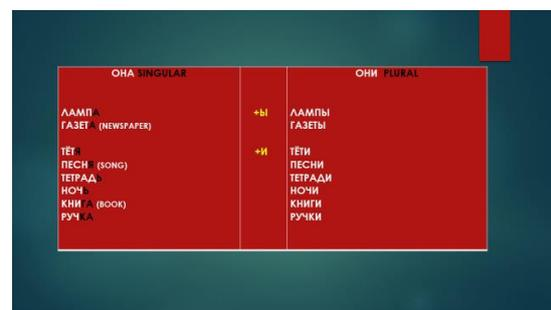 ОНА SINGULAR
ОНИ PLURAL
ЛАМПА
+Ы
ЛАМПЫ
ГАЗЕТА (NEWSPAPER)
ГАЗЕТЫ
ТЁТЯ
+И
ТЁТИ
ПЕСНЯ (SONG)
ПЕСНИ
ТЕТРАДЬ
ТЕТРАДИ
НОЧЬ
НОЧИ
КНИГА (BOOK)
КНИГИ
РУЧКА
РУЧКИ